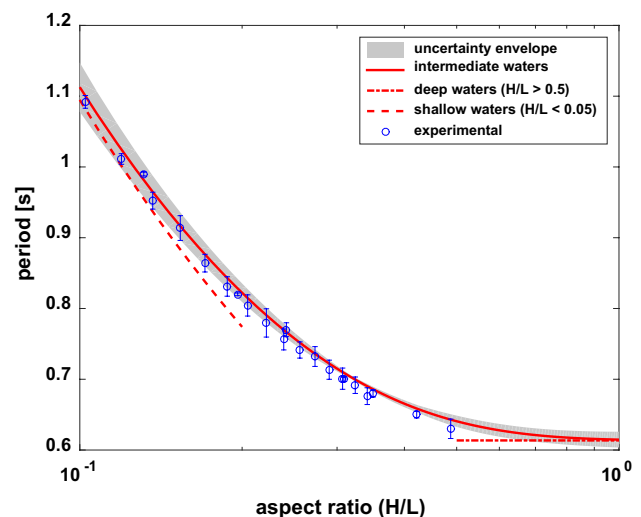 1.2
1.1
1
0.9
0.8
0.7
0.6
period [s]
uncertainty envelope
intermediate waters
deep waters (H/L > 0.5)
shallow waters (H/L < 0.05)
experimental
10⁻¹
10⁰
aspect ratio (H/L)